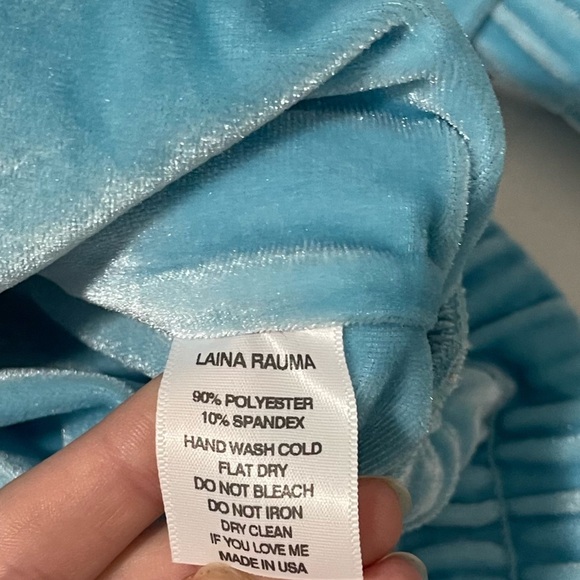 LAINA RAUMA
90% POLYESTER
10% SPANDEX
HAND WASH COLD
FLAT DRY
DO NOT BLEACH
DO NOT IRON
DRY CLEAN
IF YOU LOVE ME
MADE IN USA